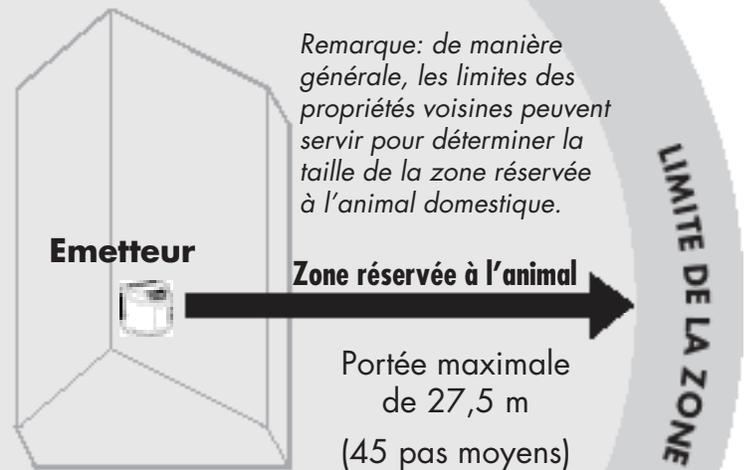 Remarque: de manière
générale, les limites des
propriétés voisines peuvent
servir pour déterminer la
taille de la zone réservée
à l’animal domestique.
Emetteur
Zone réservée à l’animal
Portée maximale
de 27,5 m
(45 pas moyens)
LIMITE DE LA ZONE